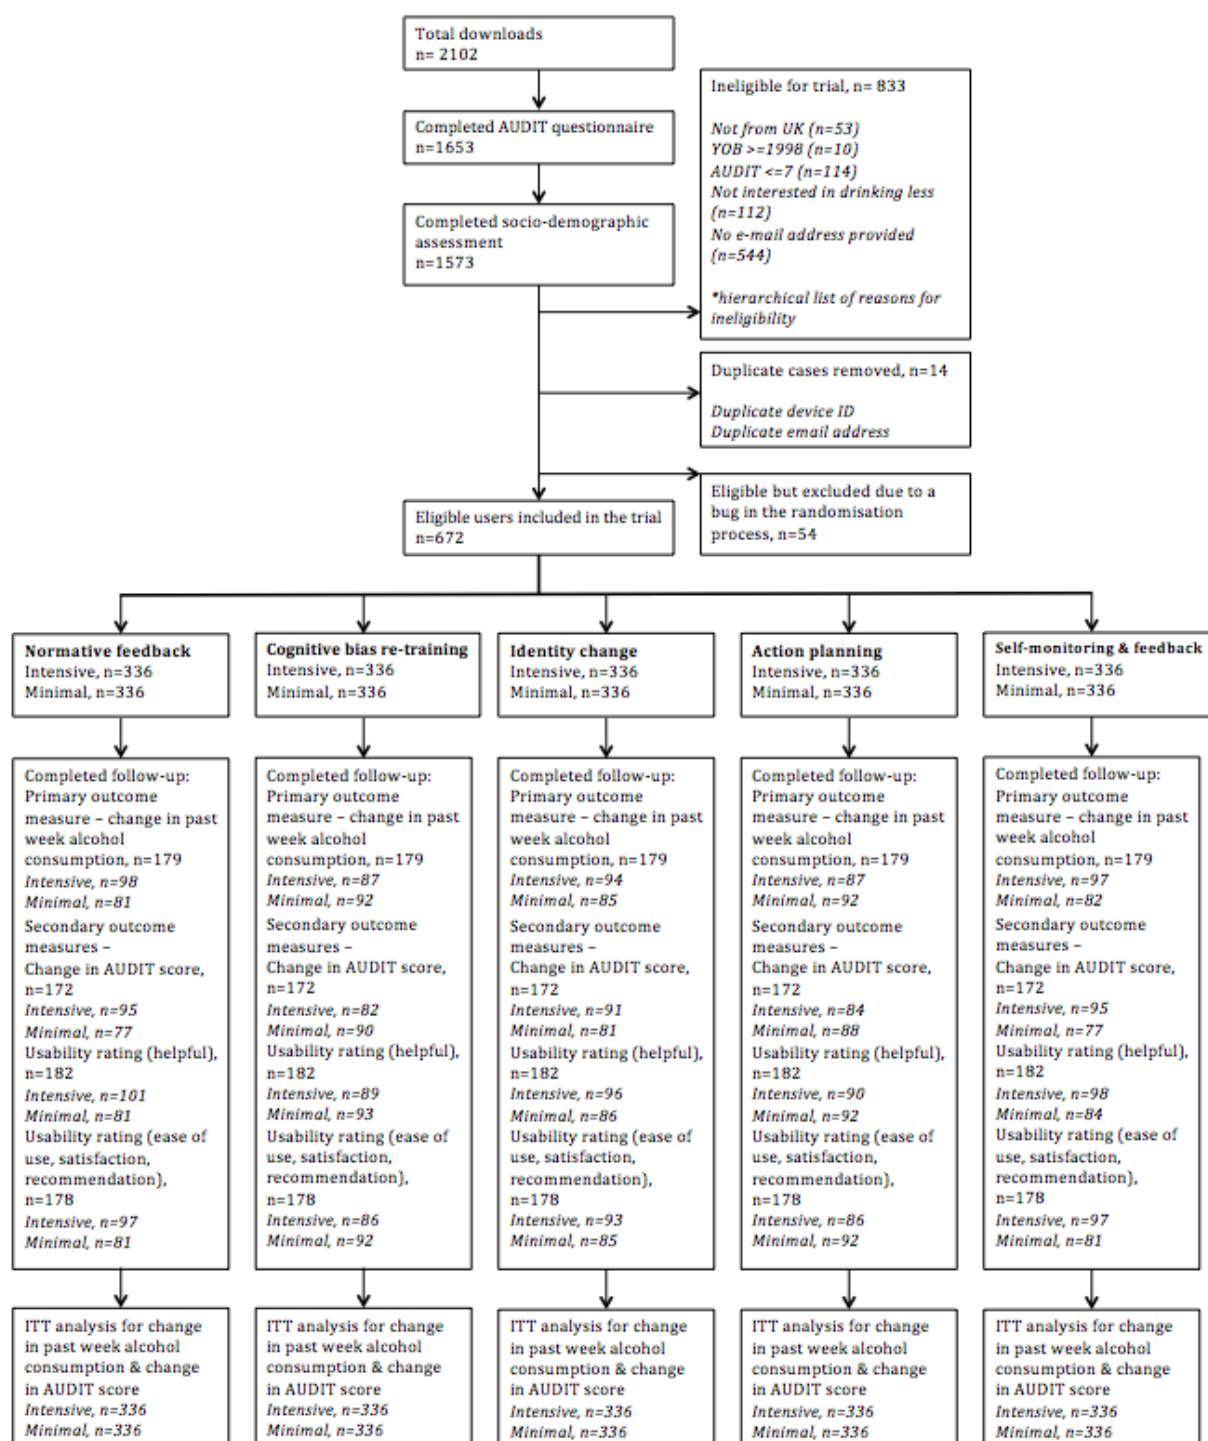 Total downloads
n= 2102
Completed AUDIT questionnaire
n=1653
Completed socio-demographic
assessment
n=1573
Ineligible for trial, n= 833
Not from UK (n=53)
YOB >=1998 (n=10)
AUDIT <=7 (n=114)
Not interested in drinking less
(n=112)
No e-mail address provided
(n=544)
*hierarchical list of reasons for
ineligibility
Duplicate cases removed, n=14
Duplicate device ID
Duplicate email address
Eligible but excluded due to a
bug in the randomisation
process, n=54
Eligible users included in the trial
n=672
Normative feedback
Intensive, n=336
Minimal, n=336
Cognitive bias re-training
Intensive, n=336
Minimal, n=336
Identity change
Intensive, n=336
Minimal, n=336
Action planning
Intensive, n=336
Minimal, n=336
Self-monitoring & feedback
Intensive, n=336
Minimal, n=336
Completed follow-up:
Primary outcome
measure – change in past
week alcohol
consumption, n=179
Intensive, n=98
Minimal, n=81
Secondary outcome
measures –
Change in AUDIT score,
n=172
Intensive, n=95
Minimal, n=77
Usability rating (helpful),
n=182
Intensive, n=101
Minimal, n=81
Usability rating (ease of
use, satisfaction,
recommendation),
n=178
Intensive, n=97
Minimal, n=81
Completed follow-up:
Primary outcome
measure – change in past
week alcohol
consumption, n=179
Intensive, n=87
Minimal, n=92
Secondary outcome
measures –
Change in AUDIT score,
n=172
Intensive, n=82
Minimal, n=90
Usability rating (helpful),
n=182
Intensive, n=89
Minimal, n=93
Usability rating (ease of
use, satisfaction,
recommendation),
n=178
Intensive, n=86
Minimal, n=92
Completed follow-up:
Primary outcome
measure – change in past
week alcohol
consumption, n=179
Intensive, n=94
Minimal, n=85
Secondary outcome
measures –
Change in AUDIT score,
n=172
Intensive, n=91
Minimal, n=81
Usability rating (helpful),
n=182
Intensive, n=96
Minimal, n=86
Usability rating (ease of
use, satisfaction,
recommendation),
n=178
Intensive, n=93
Minimal, n=85
Completed follow-up:
Primary outcome
measure – change in past
week alcohol
consumption, n=179
Intensive, n=87
Minimal, n=92
Secondary outcome
measures –
Change in AUDIT score,
n=172
Intensive, n=84
Minimal, n=88
Usability rating (helpful),
n=182
Intensive, n=90
Minimal, n=92
Usability rating (ease of
use, satisfaction,
recommendation),
n=178
Intensive, n=86
Minimal, n=92
Completed follow-up:
Primary outcome
measure – change in past
week alcohol
consumption, n=179
Intensive, n=97
Minimal, n=82
Secondary outcome
measures –
Change in AUDIT score,
n=172
Intensive, n=95
Minimal, n=77
Usability rating (helpful),
n=182
Intensive, n=98
Minimal, n=84
Usability rating (ease of
use, satisfaction,
recommendation),
n=178
Intensive, n=97
Minimal, n=81
ITT analysis for change
in past week alcohol
consumption & change
in AUDIT score
Intensive, n=336
Minimal, n=336
ITT analysis for change
in past week alcohol
consumption & change
in AUDIT score
Intensive, n=336
Minimal, n=336
ITT analysis for change
in past week alcohol
consumption & change
in AUDIT score
Intensive, n=336
Minimal, n=336
ITT analysis for change
in past week alcohol
consumption & change
in AUDIT score
Intensive, n=336
Minimal, n=336
ITT analysis for change
in past week alcohol
consumption & change
in AUDIT score
Intensive, n=336
Minimal, n=336